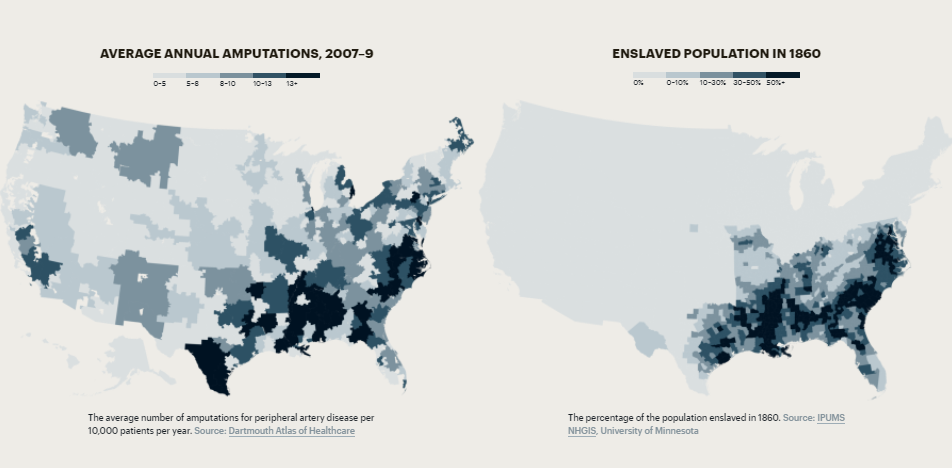 AVERAGE ANNUAL AMPUTATIONS, 2007–9
0–5 5–8 8–10 10–13 13+
The average number of amputations for peripheral artery disease per
10,000 patients per year. Source: Dartmouth Atlas of Healthcare
ENSLAVED POPULATION IN 1860
0% 0–10% 10–30% 30–50% 50%+
The percentage of the population enslaved in 1860. Source: IPUMS
NHGIS, University of Minnesota